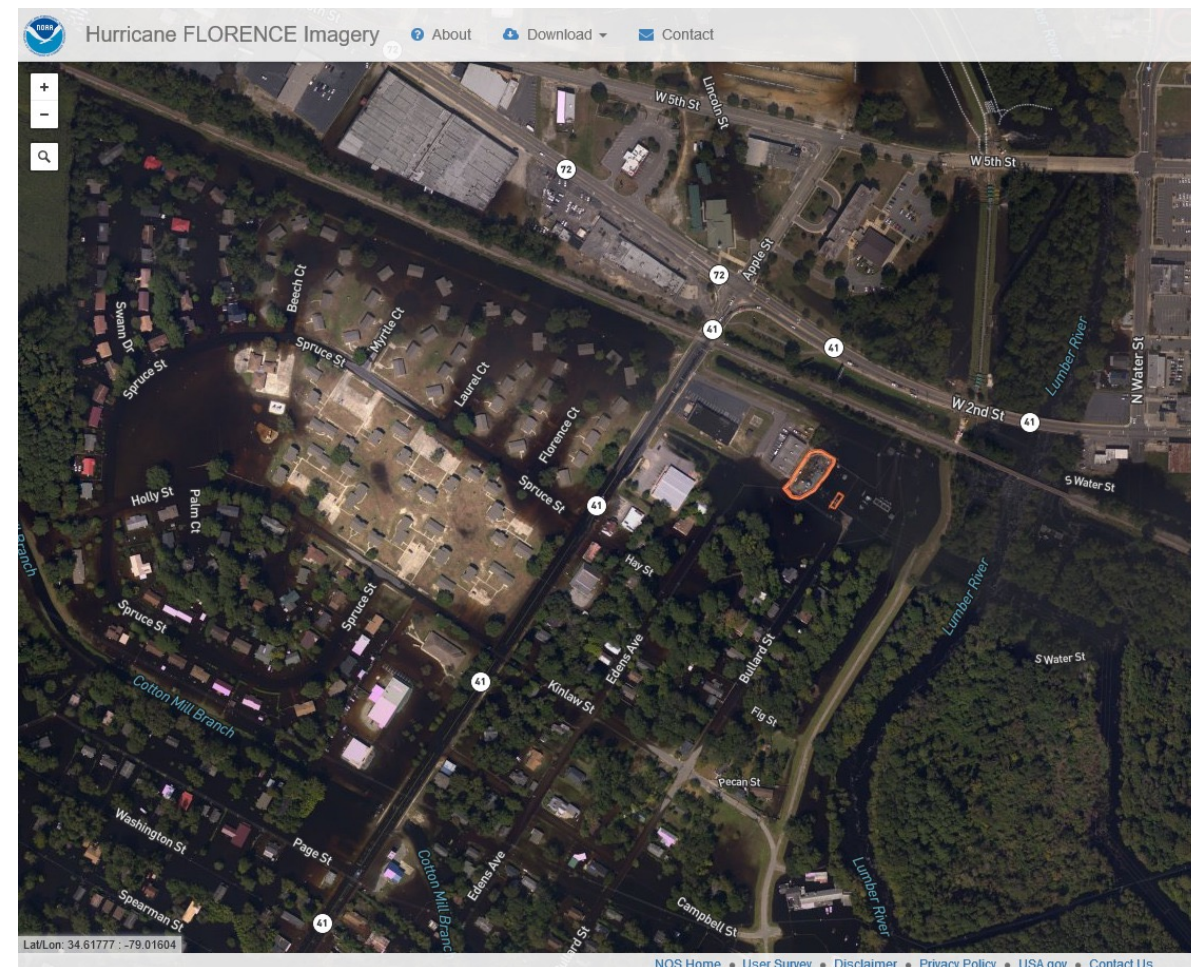 NOAA
Hurricane FLORENCE Imagery
About
Download
Contact
72
+
−
Lincoln St
W 5th St
W 5th St
72
72
Apple St
Beech Ct
Swann Dr
Myrtle Ct
Spruce St
Spruce St
Laurel Ct
Florence Ct
41
41
W 2nd St
41
Lumber River
N Water St
S Water St
Spruce St
41
Holly St
Palm Ct
Branch
Hay St
Spruce St
Spruce St
Edens Ave
Bullard St
Lumber River
S Water St
Cotton Mill Branch
41
Kinlaw St
Fig St
Pecan St
Washington St
Page St
Cotton Mill Branch
Edens Ave
Lumber River
Spearman St
41
Campbell St
Lat/Lon: 34.61777 : -79.01604
NOS Home • User Survey • Disclaimer • Privacy Policy • USA.gov • Contact Us